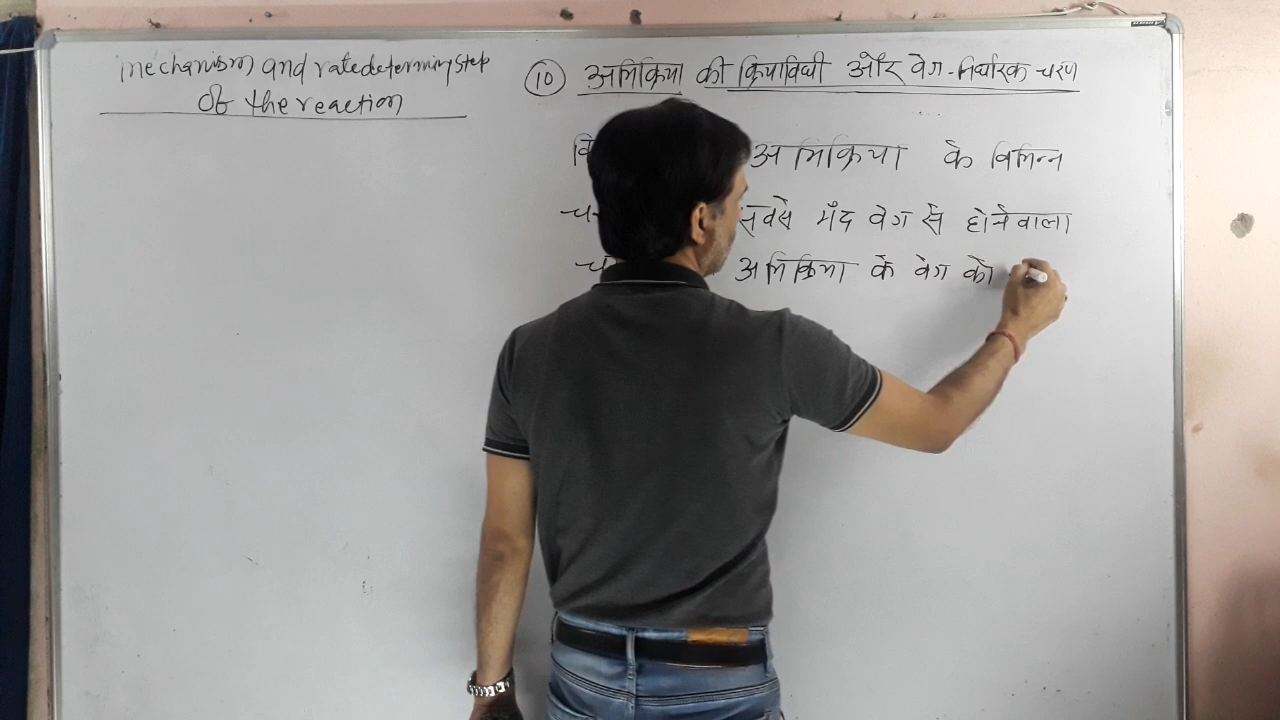 mechanism and rate determining step
of the reaction
10 अभिक्रिया की क्रियाविधी और वेग-निर्धारक चरण
अभिक्रिया के विभिन्न
सबसे मंद वेग से होनेवाला
अभिक्रिया के वेग को